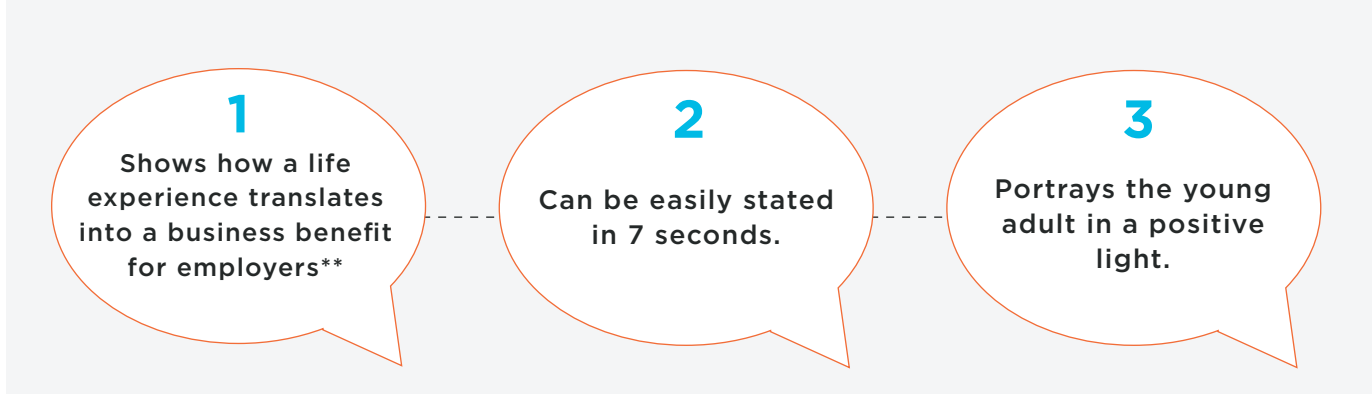 1
Shows how a life
experience translates
into a business benefit
for employers**
2
Can be easily stated
in 7 seconds.
3
Portrays the young
adult in a positive
light.